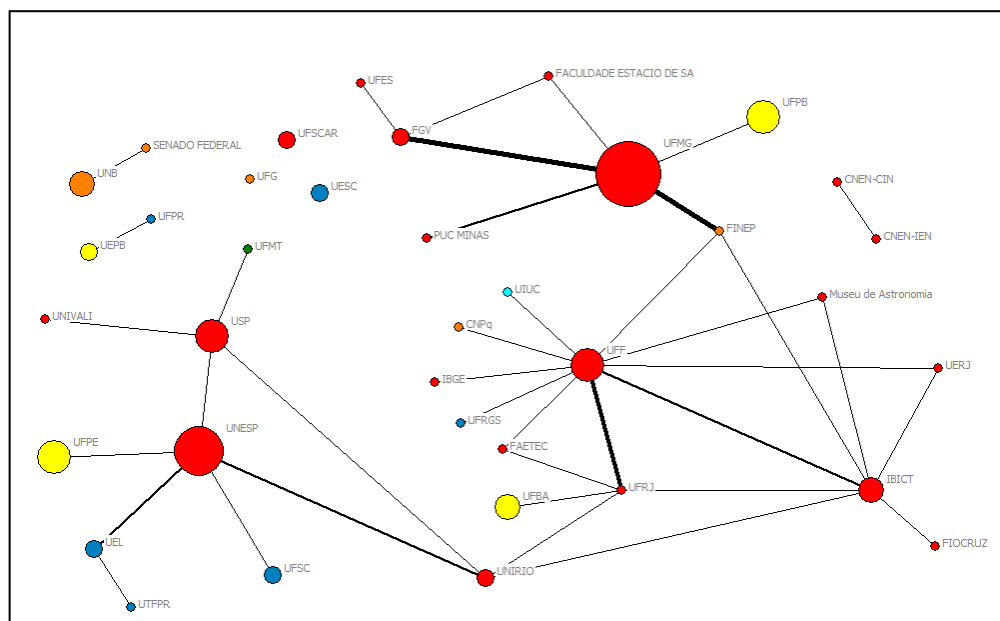 FACULDADE ESTACIO DE SA
UFES
UFPB
FGV
UFSCAR
UFMG
SENADO FEDERAL
UNB
UFG
UESC
CNEN-CIN
UFPR
UEPB
PUC MINAS
FINEP
CNEN-IEN
UFMT
UIUC
Museu de Astronomia
UNIVALI
USP
CNPq
UFF
UERJ
IBGE
UFRGS
UFPE
UNESP
FAETEC
UFBA
UFRJ
IBICT
UEL
FIOCRUZ
UFSC
UNIRIO
UTFPR